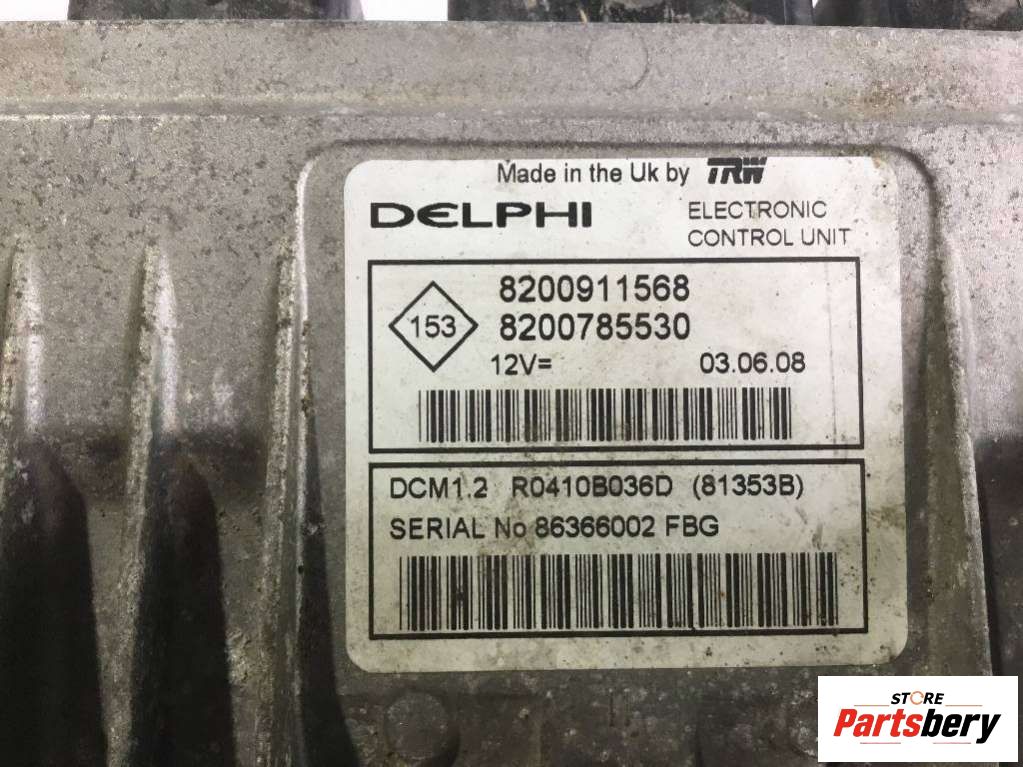 Made in the Uk by TRW
DELPHI
ELECTRONIC
CONTROL UNIT
153
8200911568
8200785530
12V=
03.06.08
DCM1.2 R0410B036D (81353B)
SERIAL No 86366002 FBG
STORE
Partsbery